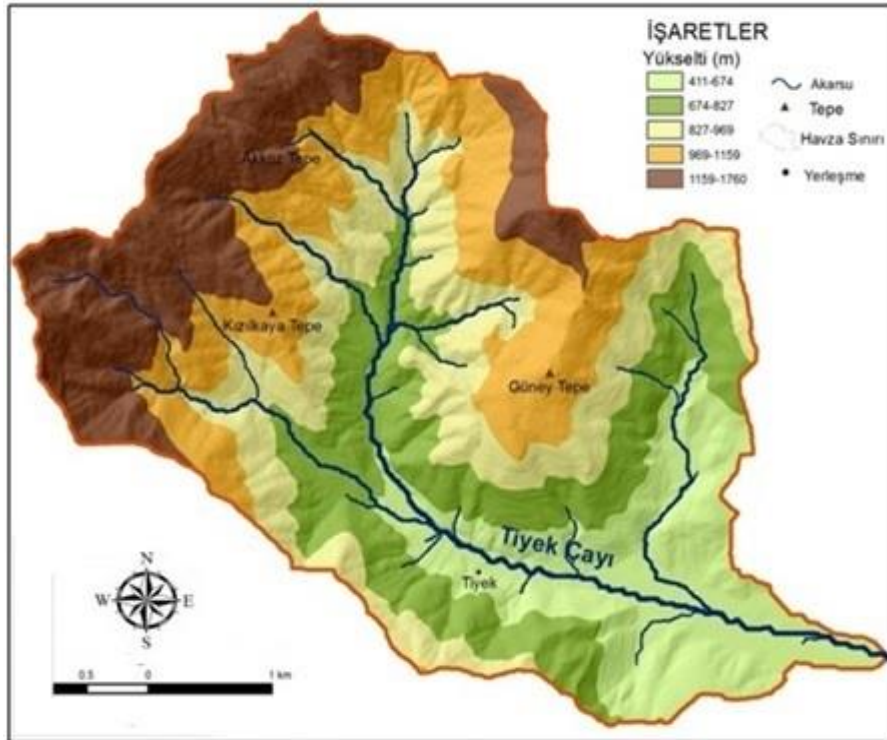 İŞARETLER
Yükselti (m)
411-674
674-827
827-969
969-1159
1159-1760
Akarsu
Tepe
Havza Sınırı
Yerleşme
Akkoz Tepe
Kızılkaya Tepe
Güney Tepe
Tiyek Çayı
Tiyek
N
W E
S
0.5 0 1 km